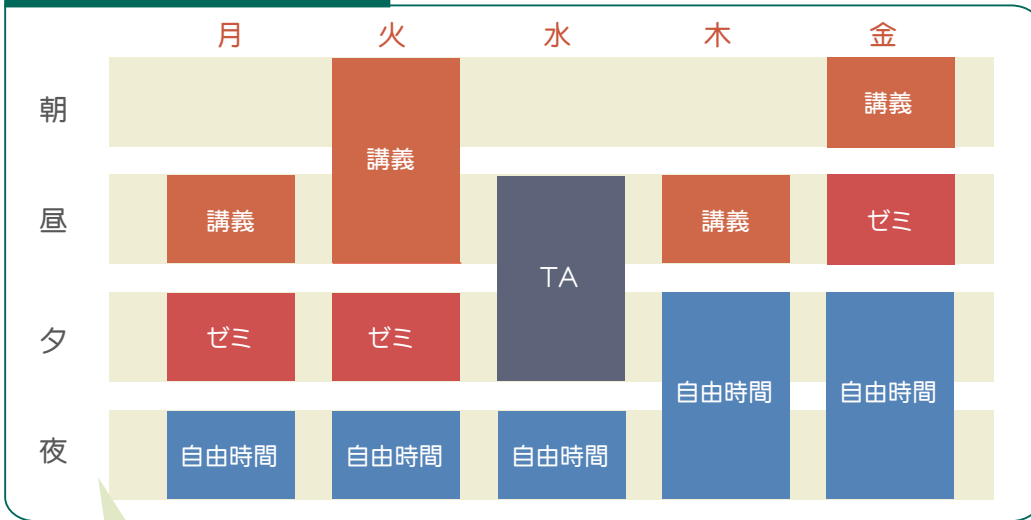 月 火 水 木 金
朝 講義 講義
昼 講義 TA 講義 ゼミ
夕 ゼミ ゼミ 自由時間 自由時間
夜 自由時間 自由時間 自由時間